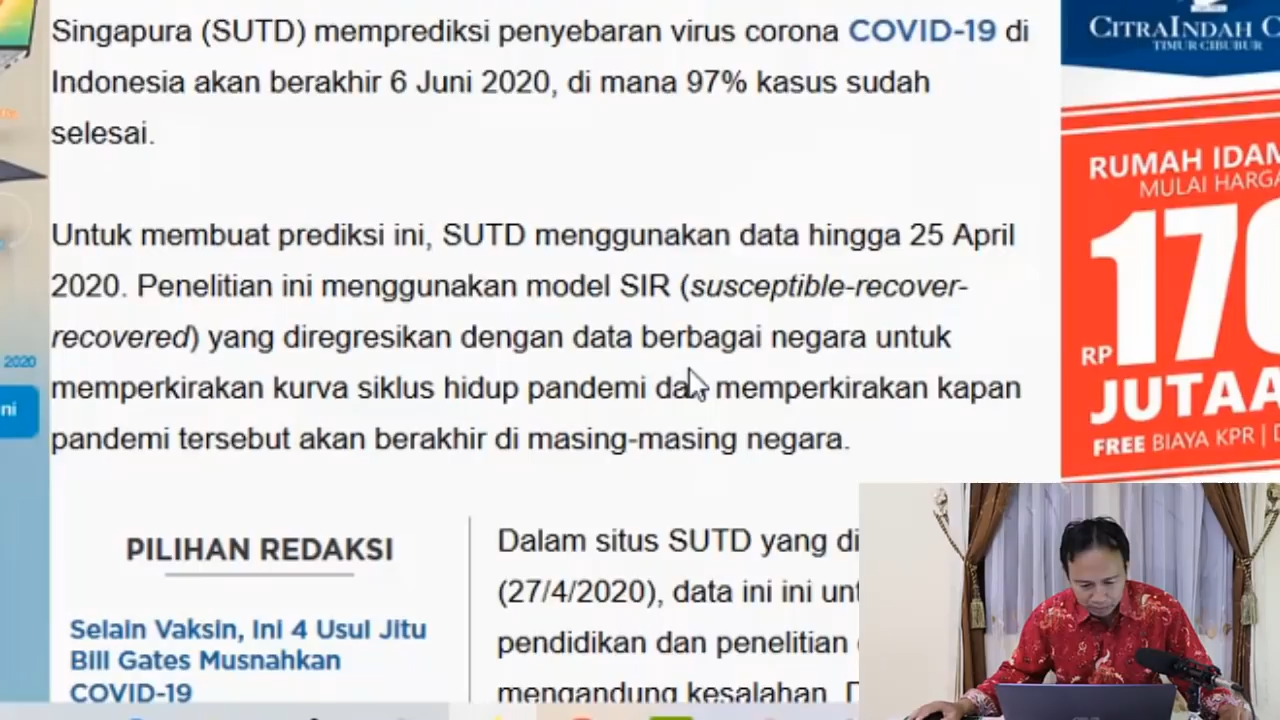 Singapura (SUTD) memprediksi penyebaran virus corona COVID-19 di
Indonesia akan berakhir 6 Juni 2020, di mana 97% kasus sudah
selesai.
Untuk membuat prediksi ini, SUTD menggunakan data hingga 25 April
2020. Penelitian ini menggunakan model SIR (susceptible-recover-
recovered) yang diregresikan dengan data berbagai negara untuk
memperkirakan kurva siklus hidup pandemi dan memperkirakan kapan
pandemi tersebut akan berakhir di masing-masing negara.
PILIHAN REDAKSI
Selain Vaksin, Ini 4 Usul Jitu
Bill Gates Musnahkan
COVID-19
Dalam situs SUTD yang di
(27/4/2020), data ini ini unt
pendidikan dan penelitian
mengandung kesalahan.
CITRAINDAH C
TIMUR CIBUBUR
RUMAH IDAM
MULAI HARGA
RP 170
JUTAA
FREE BIAYA KPR |
2020
ni